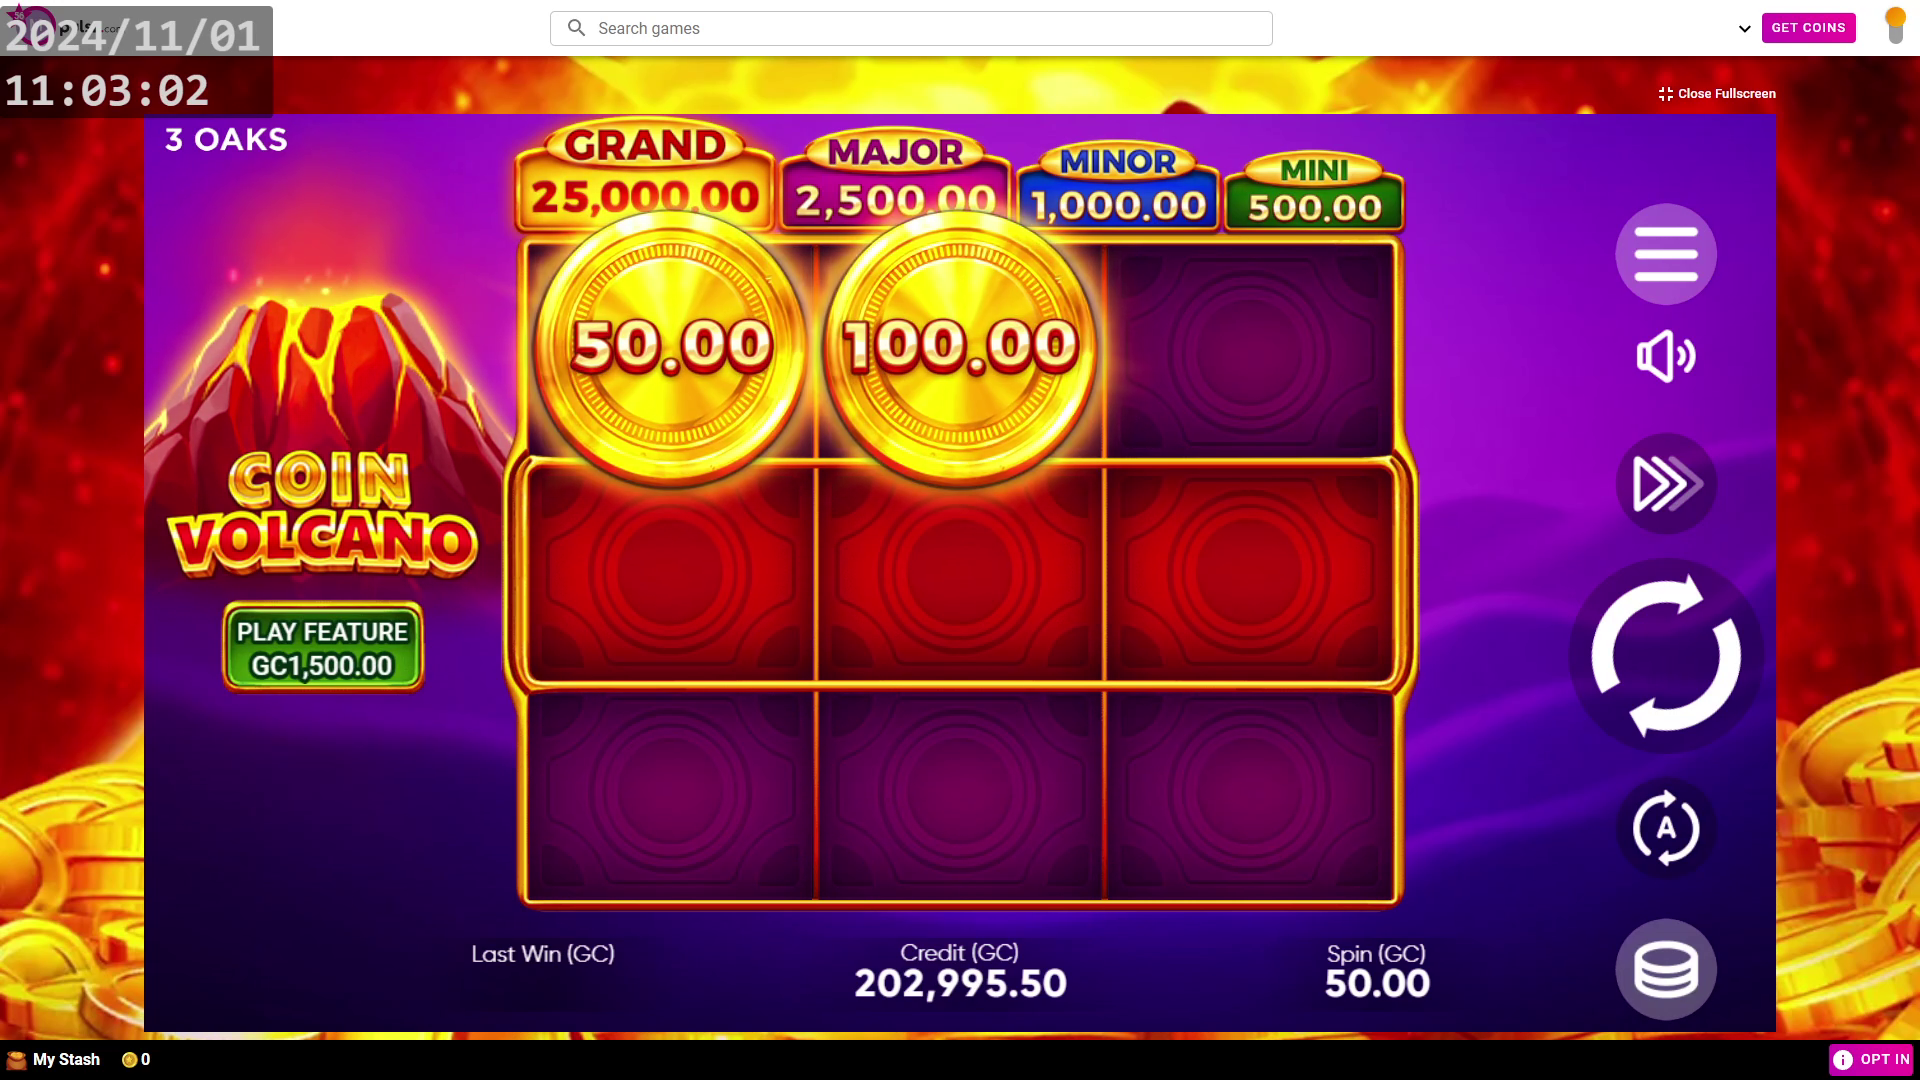 2024/11/01
11:03:02
Search games
GET COINS
Close Fullscreen
3 OAKS
GRAND
25,000.00
MAJOR
2,500.00
MINOR
1,000.00
MINI
500.00
50.00
100.00
COIN
VOLCANO
PLAY FEATURE
GC1,500.00
A
Last Win (GC)
Credit (GC)
202,995.50
Spin (GC)
50.00
My Stash
0
OPT IN